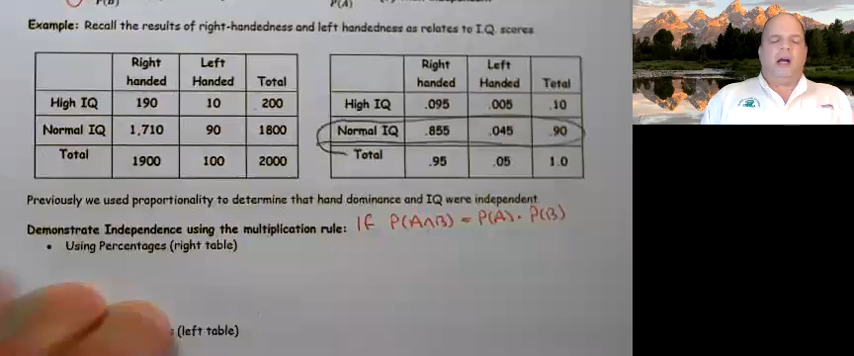 P(B)
P(A)
Example: Recall the results of right-handedness and left handedness as relates to I.Q. scores
Right handed Left Handed Total
High IQ 190 10 200
Normal IQ 1,710 90 1800
Total 1900 100 2000
Right handed Left Handed Total
High IQ .095 .005 .10
Normal IQ .855 .045 .90
Total .95 .05 1.0
Previously we used proportionality to determine that hand dominance and IQ were independent.
Demonstrate Independence using the multiplication rule: If P(A∩B) = P(A) · P(B)
• Using Percentages (right table)
(left table)